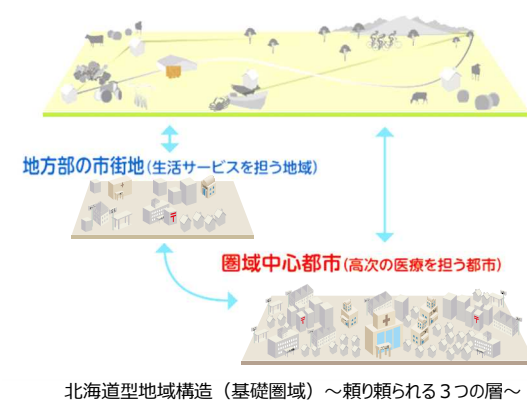 地方部の市街地(生活サービスを担う地域)
圏域中心都市(高次の医療を担う都市)
北海道型地域構造（基礎圏域）～頼り頼られる３つの層～